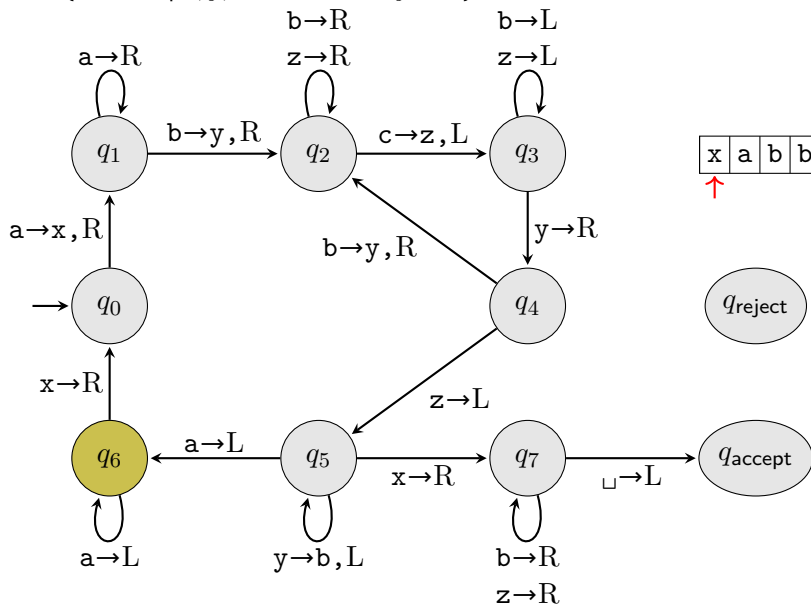 b→R b→L
a→R z→R z→L
q1 b→y,R q2 c→z,L q3 x a b b
a→x,R b→y,R y→R
q0 q4 qreject
x→R z→L
q6 a→L q5 x→R q7 ␣→L qaccept
a→L y→b,L b→R
z→R